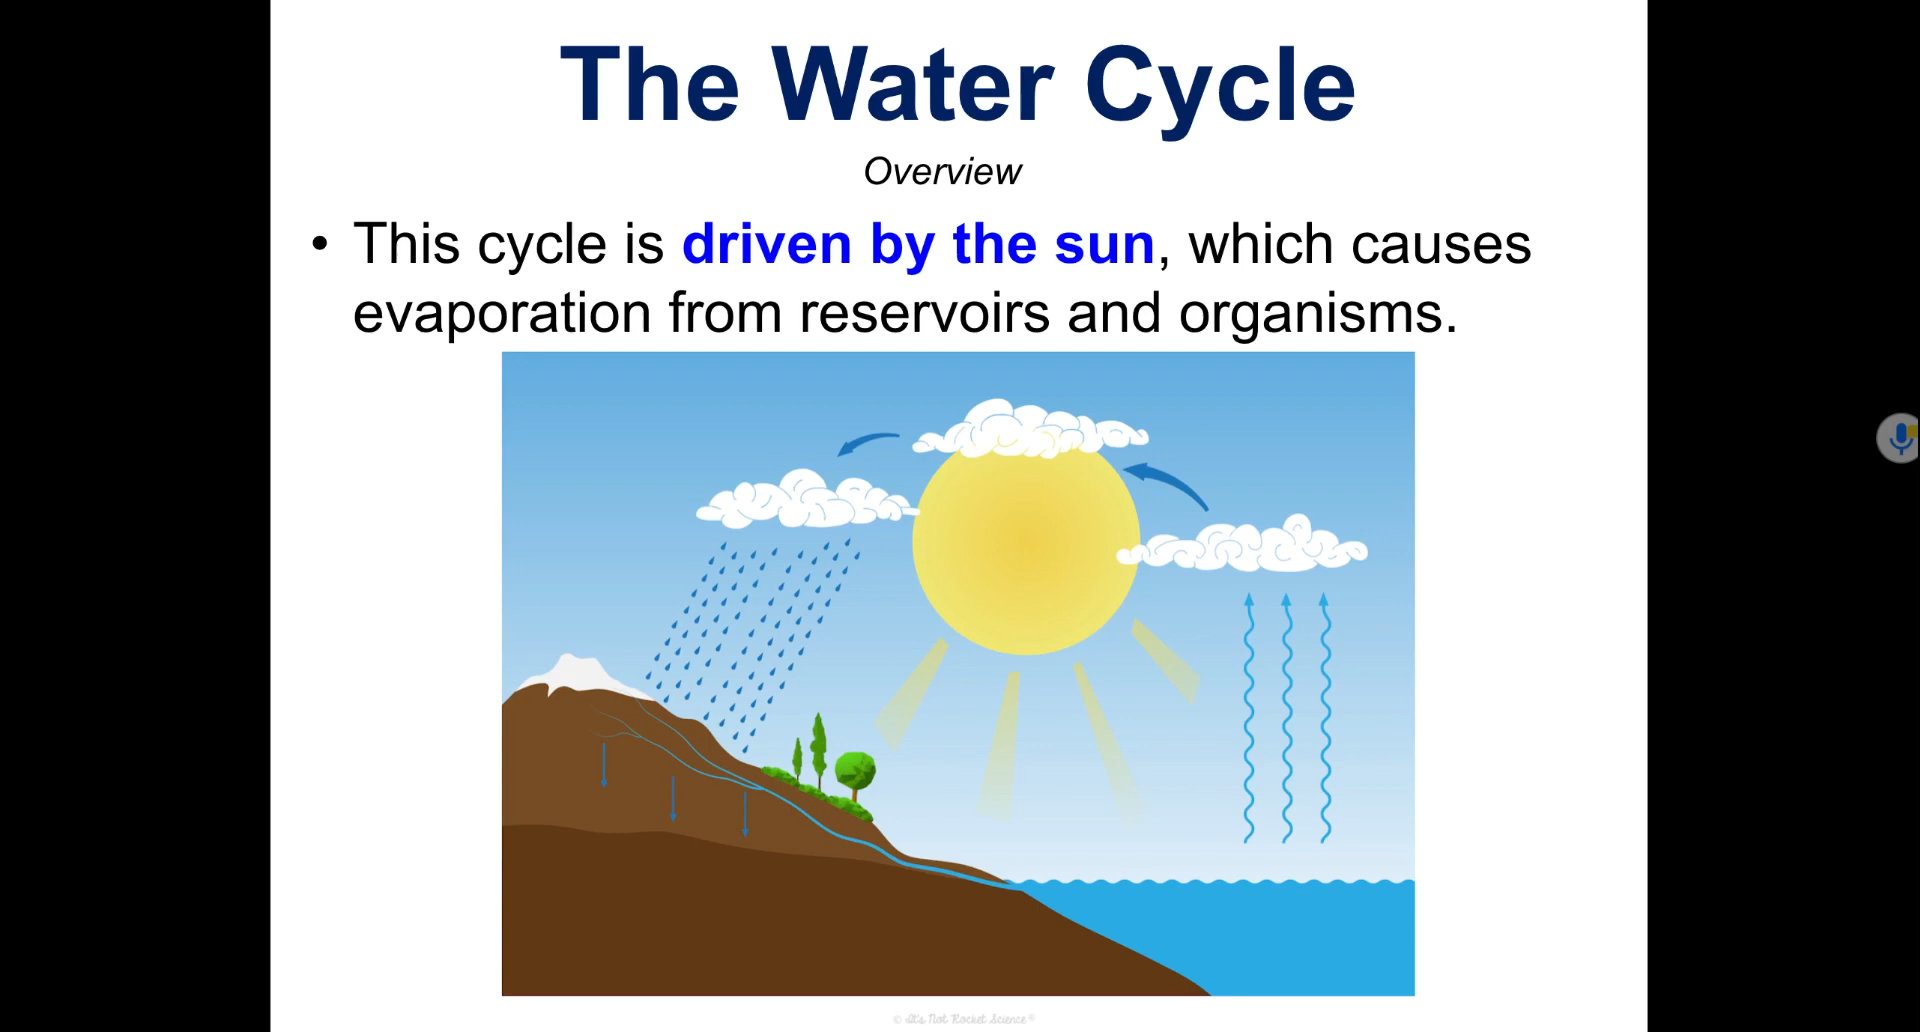 The Water Cycle
Overview
• This cycle is driven by the sun, which causes
evaporation from reservoirs and organisms.
© It's Not Rocket Science®